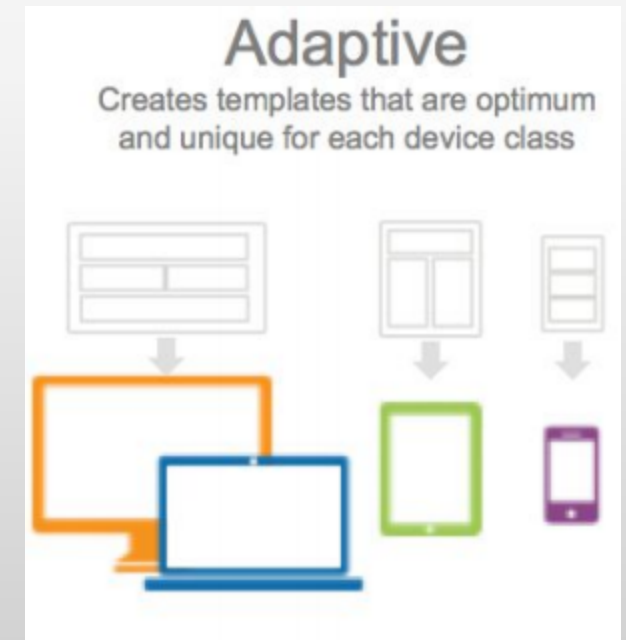 Adaptive
Creates templates that are optimum
and unique for each device class